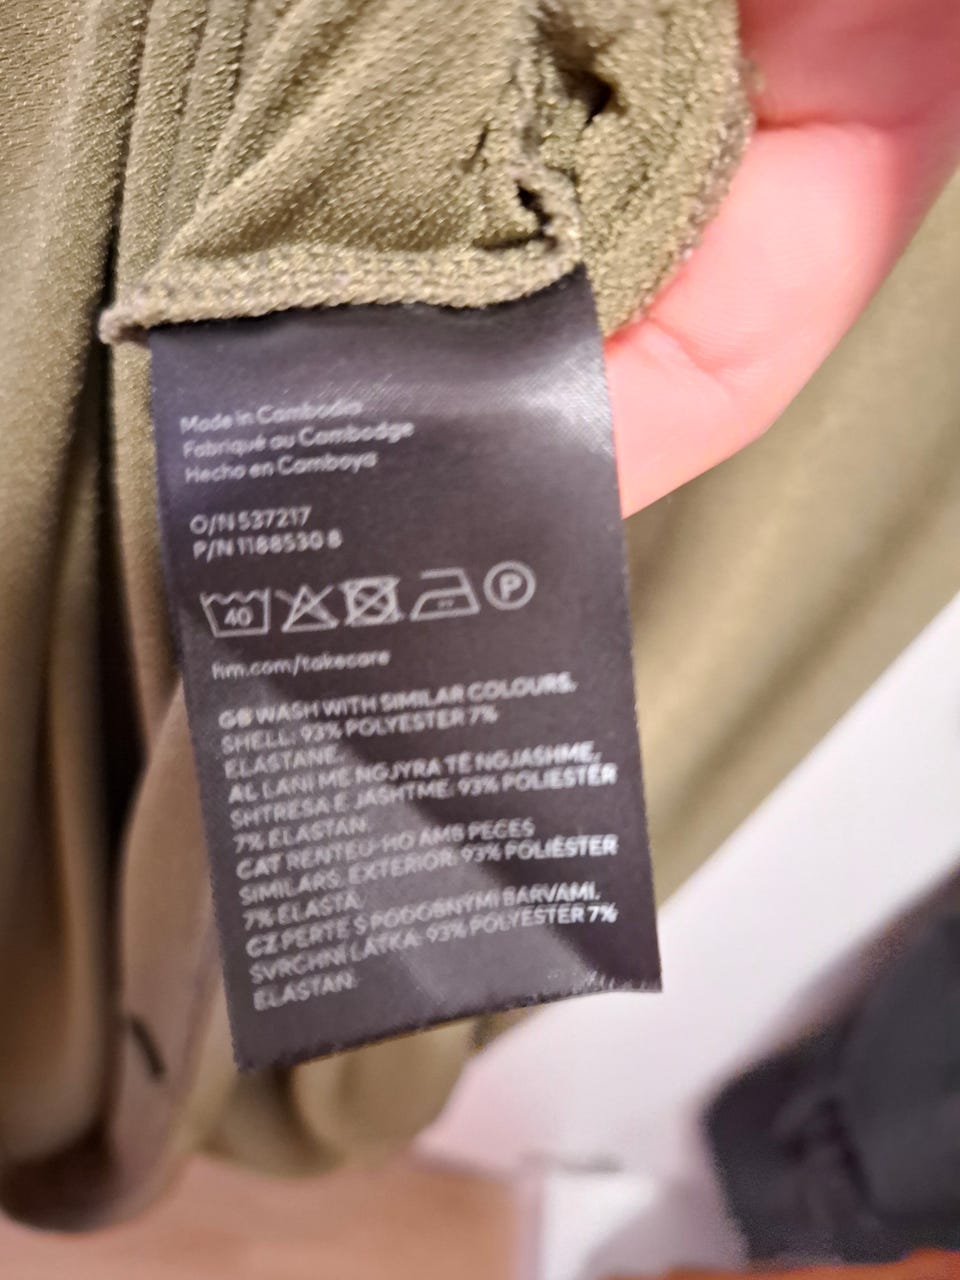 Made in Cambodia
Fabriqué au Cambodge
Hecho en Camboya
O/N 537217
P/N 1188530 8
40
P
hm.com/takecare
GB WASH WITH SIMILAR COLOURS.
SHELL: 93% POLYESTER 7%
ELASTANE.
AL LANI ME NGJYRA TË NGJASHME.
SHTRESA E JASHTME: 93% POLIESTËR
7% ELASTAN.
CAT RENTEU-HO AMB PECES
SIMILARS. EXTERIOR: 93% POLIÈSTER
7% ELASTÀ.
CZ PERTE S PODOBNÝMI BARVAMI.
SVRCHNÍ LÁTKA: 93% POLYESTER 7%
ELASTAN.